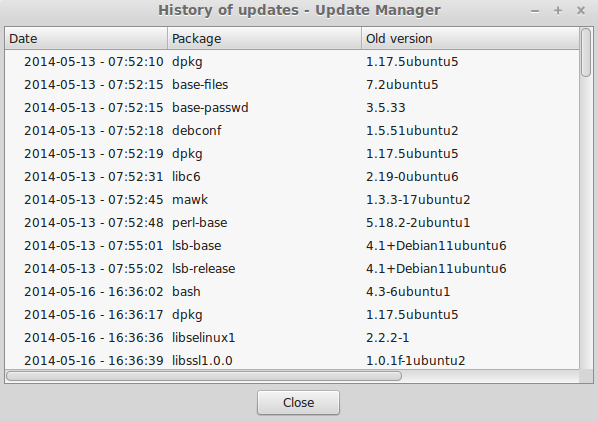 History of updates - Update Manager
Date Package Old version
2014-05-13 - 07:52:10 dpkg 1.17.5ubuntu5
2014-05-13 - 07:52:15 base-files 7.2ubuntu5
2014-05-13 - 07:52:15 base-passwd 3.5.33
2014-05-13 - 07:52:18 debconf 1.5.51ubuntu2
2014-05-13 - 07:52:19 dpkg 1.17.5ubuntu5
2014-05-13 - 07:52:31 libc6 2.19-0ubuntu6
2014-05-13 - 07:52:45 mawk 1.3.3-17ubuntu2
2014-05-13 - 07:52:48 perl-base 5.18.2-2ubuntu1
2014-05-13 - 07:55:01 lsb-base 4.1+Debian11ubuntu6
2014-05-13 - 07:55:02 lsb-release 4.1+Debian11ubuntu6
2014-05-16 - 16:36:02 bash 4.3-6ubuntu1
2014-05-16 - 16:36:17 dpkg 1.17.5ubuntu5
2014-05-16 - 16:36:36 libselinux1 2.2.2-1
2014-05-16 - 16:36:39 libssl1.0.0 1.0.1f-1ubuntu2
Close